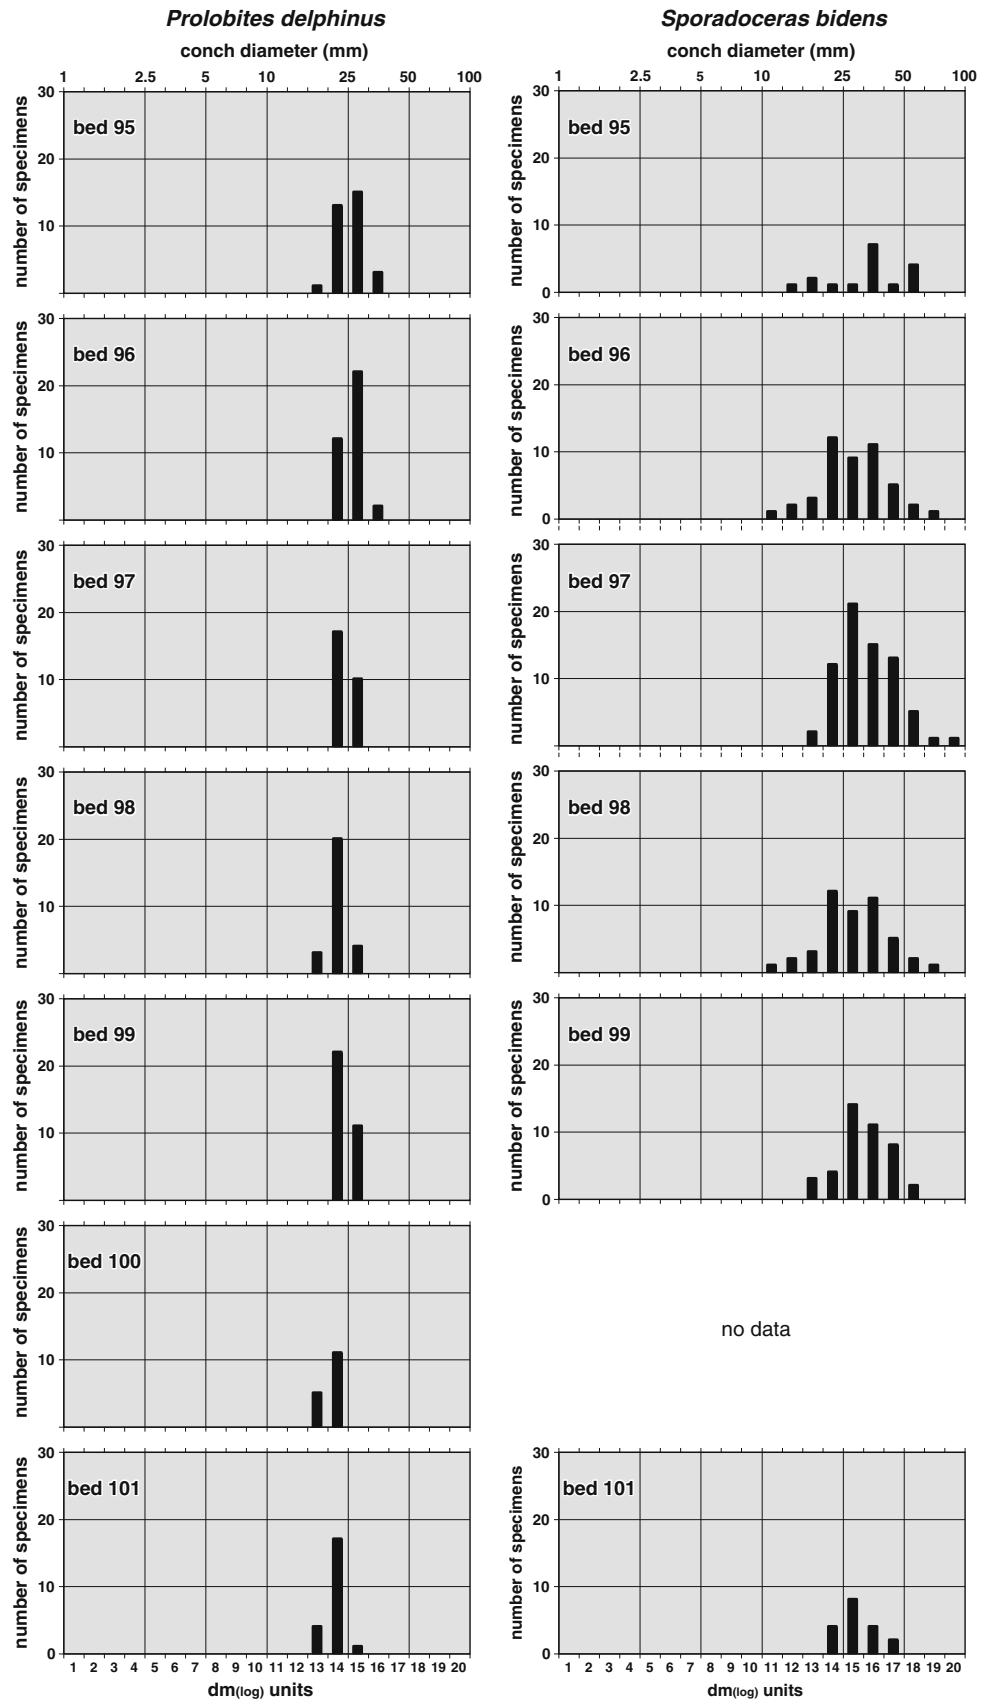 Prolobites delphinus
conch diameter (mm)
1 2.5 5 10 25 50 100
30
20
10
number of specimens
bed 95
30
20
10
number of specimens
bed 96
30
20
10
number of specimens
bed 97
30
20
10
number of specimens
bed 98
30
20
10
number of specimens
bed 99
30
20
10
number of specimens
bed 100
30
20
10
0
number of specimens
bed 101
1 2 3 4 5 6 7 8 9 10 11 12 13 14 15 16 17 18 19 20
dm(log) units
Sporadoceras bidens
conch diameter (mm)
1 2.5 5 10 25 50 100
30
20
10
0
number of specimens
bed 95
30
20
10
0
number of specimens
bed 96
30
20
10
number of specimens
bed 97
30
20
10
number of specimens
bed 98
30
20
10
0
number of specimens
bed 99
no data
30
20
10
0
number of specimens
bed 101
1 2 3 4 5 6 7 8 9 10 11 12 13 14 15 16 17 18 19 20
dm(log) units